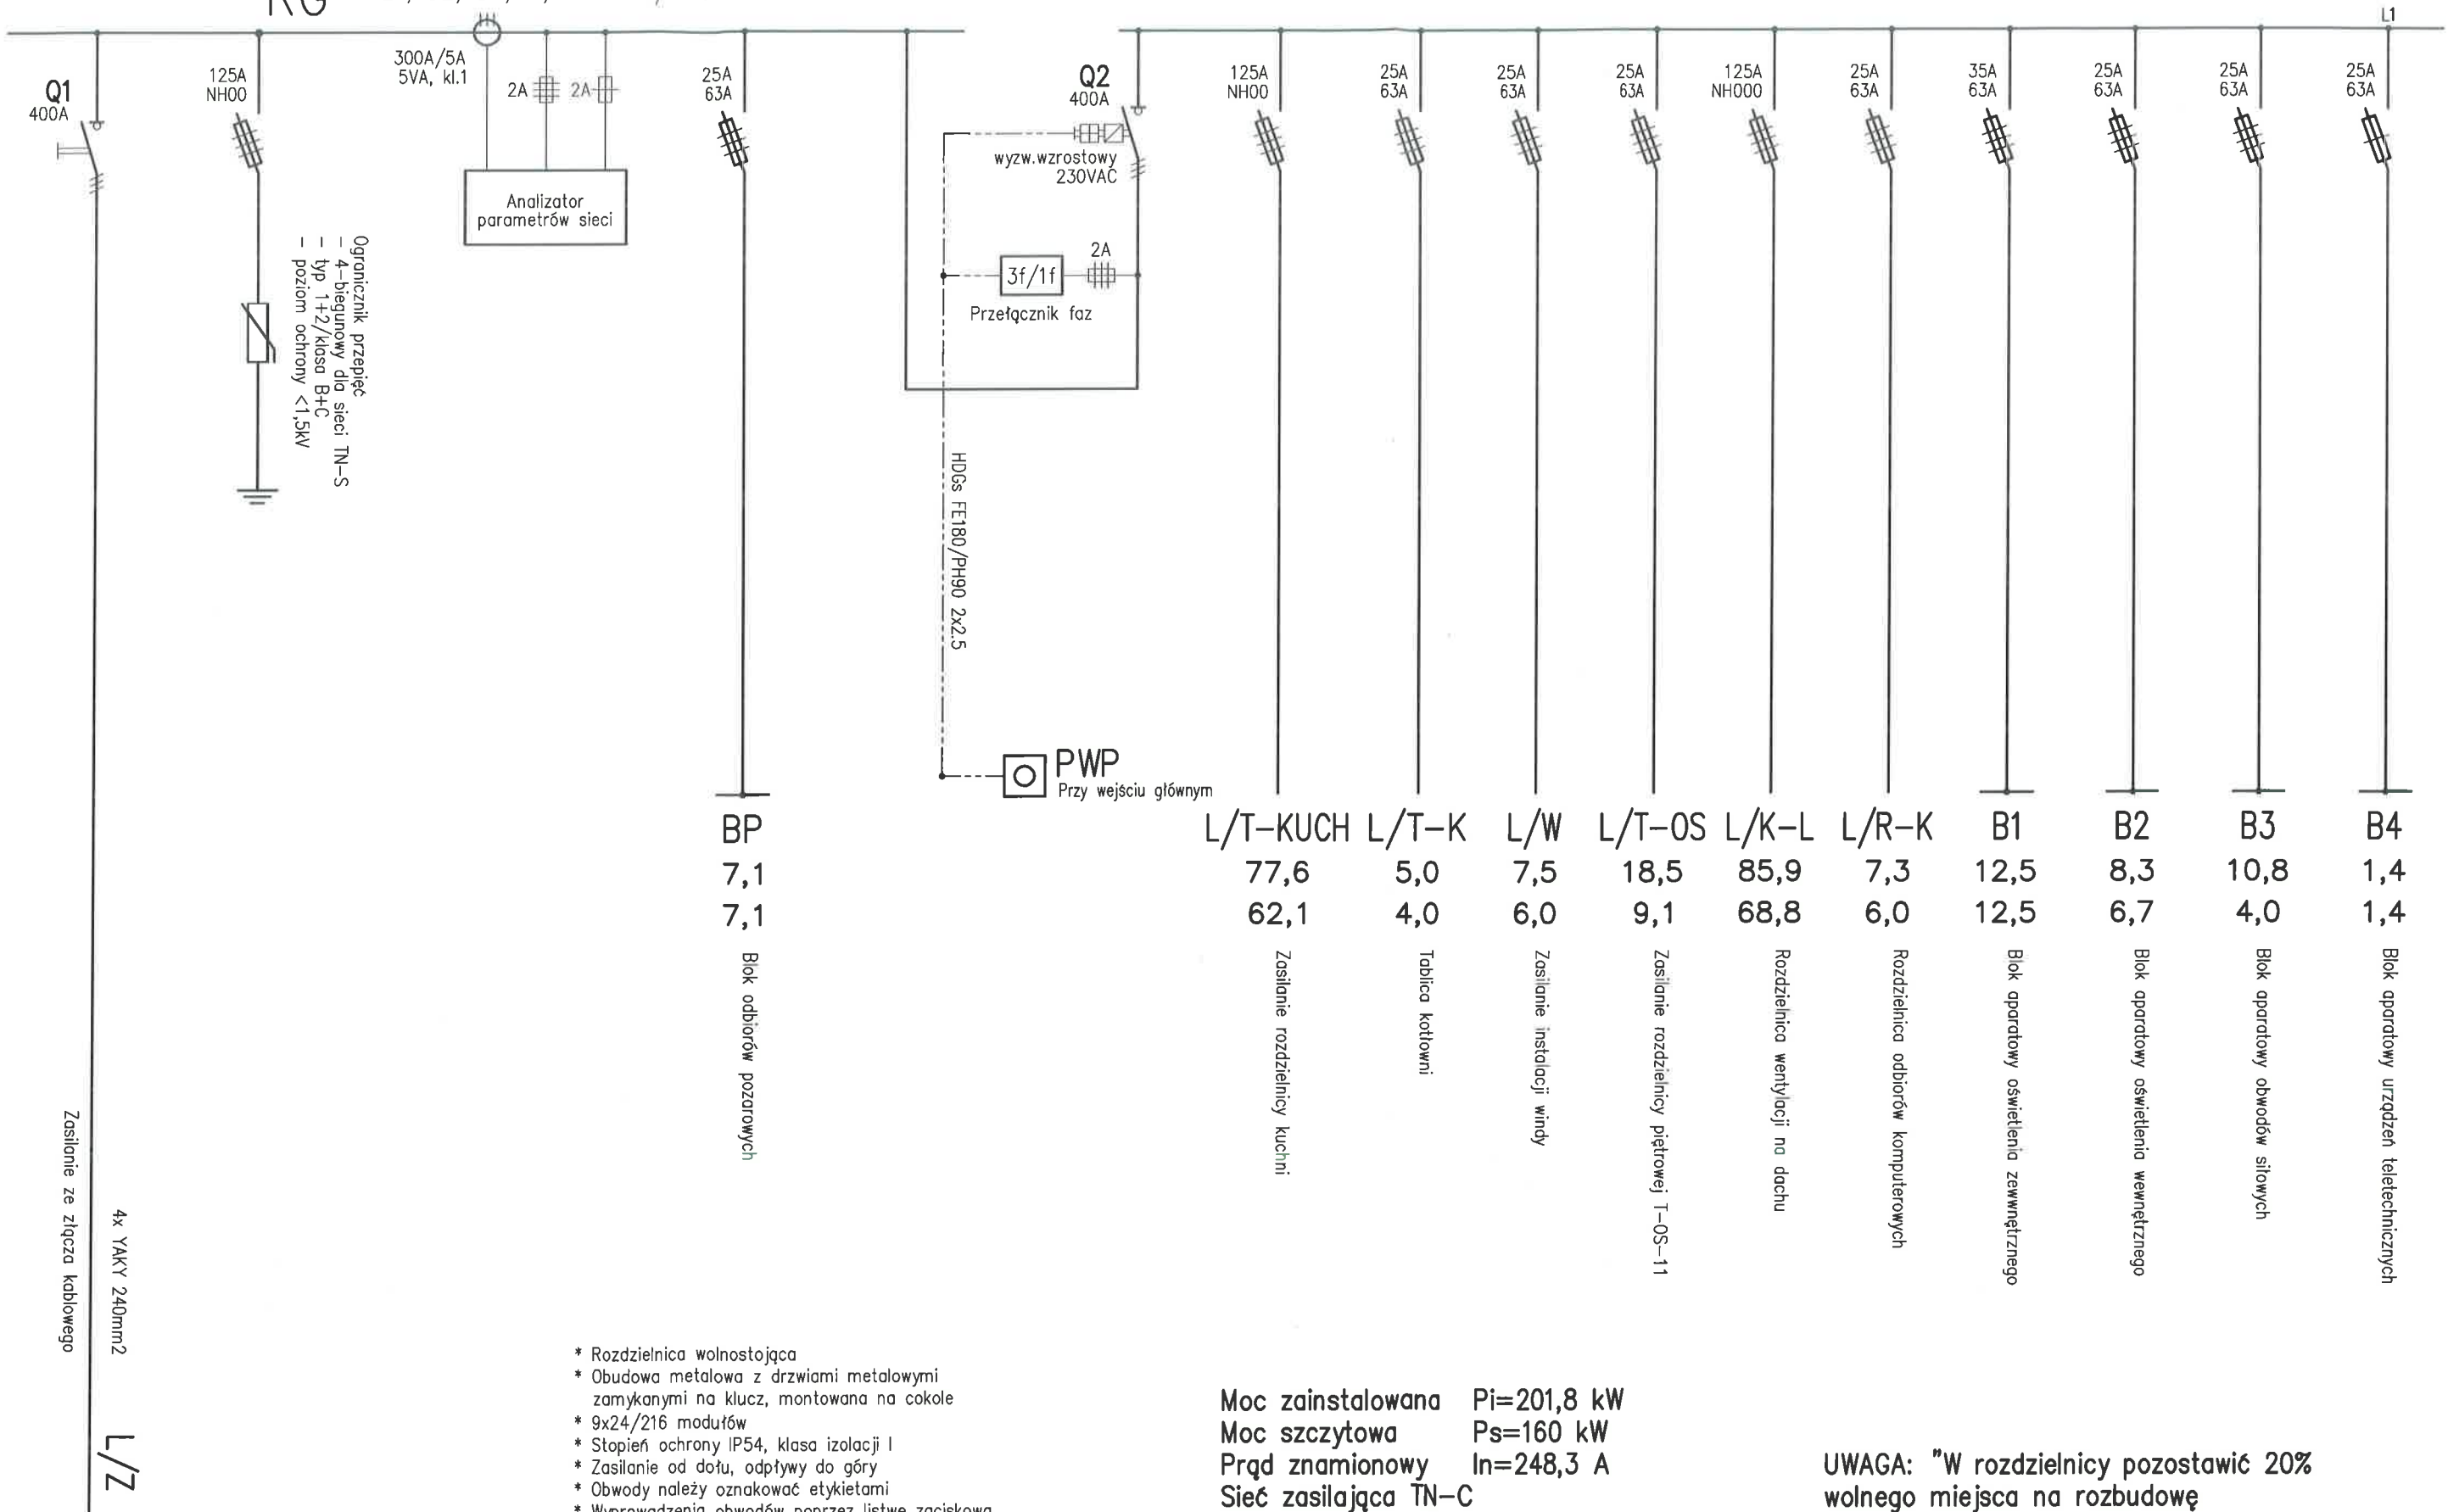 RG
L1
Q1
400A
125A
NH00
300A/5A
5VA, kl.1
2A
2A
25A
63A
Analizator
parametrów sieci
Ogranicznik przepięć
- 4-biegunowy dla sieci TN-S
- typ 1+2/klasa B+C
- poziom ochrony <1,5kV
Q2
400A
wyzw.wzrostowy
230VAC
2A
3f/1f
Przełącznik faz
HDGs FE180/PH90 2x2.5
PWP
Przy wejściu głównym
125A
NH00
25A
63A
25A
63A
25A
63A
125A
NH000
25A
63A
35A
63A
25A
63A
25A
63A
25A
63A
BP
7,1
7,1
Blok odbiorów pozarowych
L/T-KUCH
77,6
62,1
Zasilanie rozdzielnicy kuchni
L/T-K
5,0
4,0
Tablica kotłowni
L/W
7,5
6,0
Zasilanie instalacji windy
L/T-OS
18,5
9,1
Zasilanie rozdzielnicy piętrowej T-OS-11
L/K-L
85,9
68,8
Rozdzielnica wentylacji na dachu
L/R-K
7,3
6,0
Rozdzielnica odbiorów komputerowych
B1
12,5
12,5
Blok aparatowy oświetlenia zewwnętrznego
B2
8,3
6,7
Blok aparatowy oświetlenia wewnętrznego
B3
10,8
4,0
Blok aparatowy obwodów siłowych
B4
1,4
1,4
Blok aparatowy urządzeń teletechnicznych
Zasilanie ze złącza kablowego
4x YAKY 240mm2
L/Z
* Rozdzielnica wolnostojąca
* Obudowa metalowa z drzwiami metalowymi
zamykanymi na klucz, montowana na cokole
* 9x24/216 modułów
* Stopień ochrony IP54, klasa izolacji I
* Zasilanie od dołu, odpływy do góry
* Obwody należy oznakować etykietami
* Wyprowadzenia obwodów poprzez listwę zaciskową
Moc zainstalowana Pi=201,8 kW
Moc szczytowa Ps=160 kW
Prąd znamionowy In=248,3 A
Sieć zasilająca TN-C
UWAGA: "W rozdzielnicy pozostawić 20%
wolnego miejsca na rozbudowę